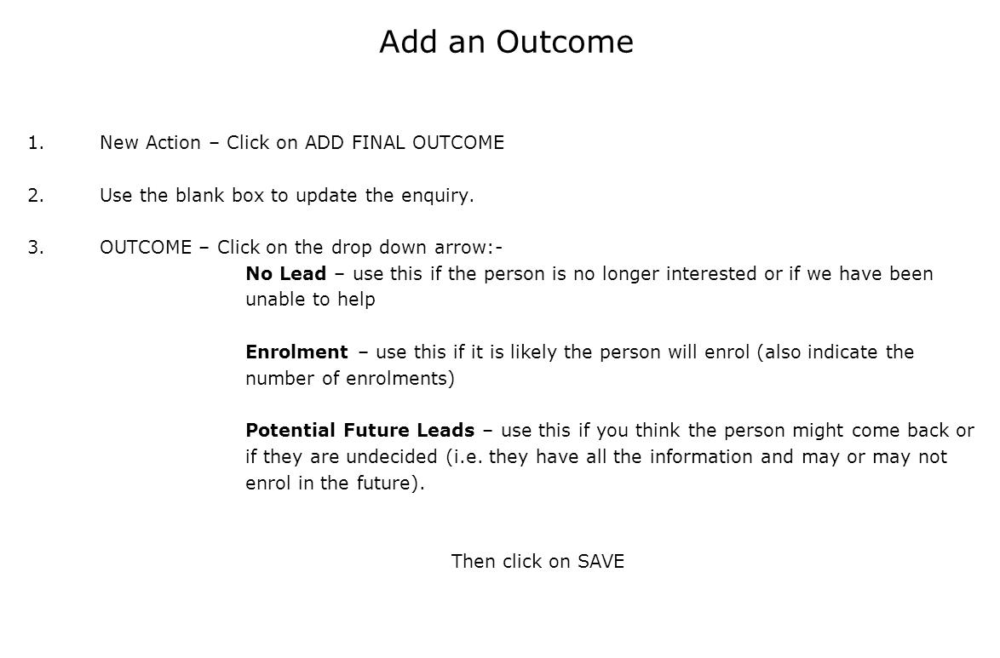 Add an Outcome
1. New Action – Click on ADD FINAL OUTCOME
2. Use the blank box to update the enquiry.
3. OUTCOME – Click on the drop down arrow:-
No Lead – use this if the person is no longer interested or if we have been
unable to help
Enrolment – use this if it is likely the person will enrol (also indicate the
number of enrolments)
Potential Future Leads – use this if you think the person might come back or
if they are undecided (i.e. they have all the information and may or may not
enrol in the future).
Then click on SAVE